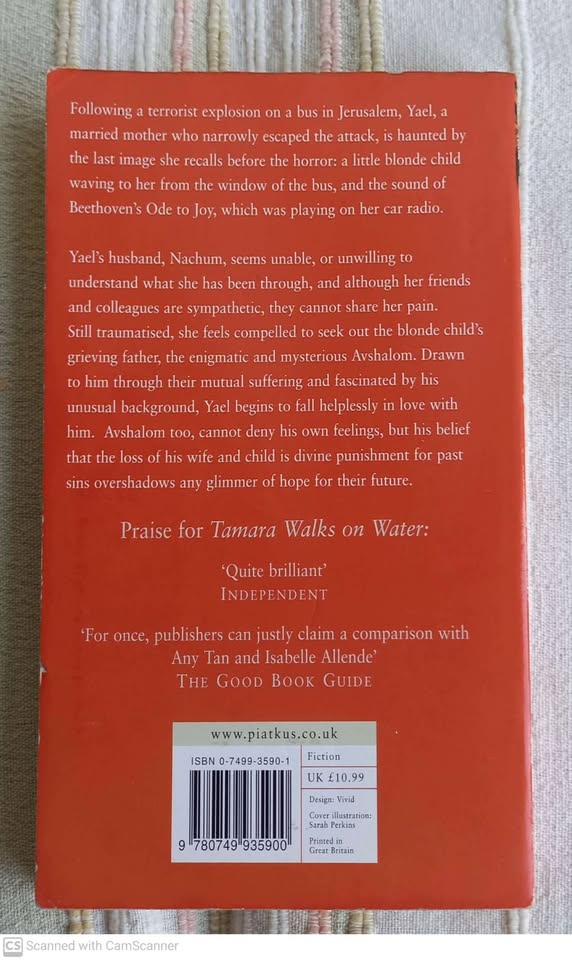 Following a terrorist explosion on a bus in Jerusalem, Yael, a
married mother who narrowly escaped the attack, is haunted by
the last image she recalls before the horror: a little blonde child
waving to her from the window of the bus, and the sound of
Beethoven's Ode to Joy, which was playing on her car radio.
Yael's husband, Nachum, seems unable, or unwilling to
understand what she has been through, and although her friends
and colleagues are sympathetic, they cannot share her pain.
Still traumatised, she feels compelled to seek out the blonde child's
grieving father, the enigmatic and mysterious Avshalom. Drawn
to him through their mutual suffering and fascinated by his
unusual background, Yael begins to fall helplessly in love with
him. Avshalom too, cannot deny his own feelings, but his belief
that the loss of his wife and child is divine punishment for past
sins overshadows any glimmer of hope for their future.
Praise for Tamara Walks on Water:
‘Quite brilliant’
INDEPENDENT
‘For once, publishers can justly claim a comparison with
Any Tan and Isabelle Allende’
THE GOOD BOOK GUIDE
www.piatkus.co.uk
ISBN 0-7499-3590-1
9 780749 935900
Fiction
UK £10.99
Design: Vivid
Cover illustration:
Sarah Perkins
Printed in
Great Britain
CS Scanned with CamScanner